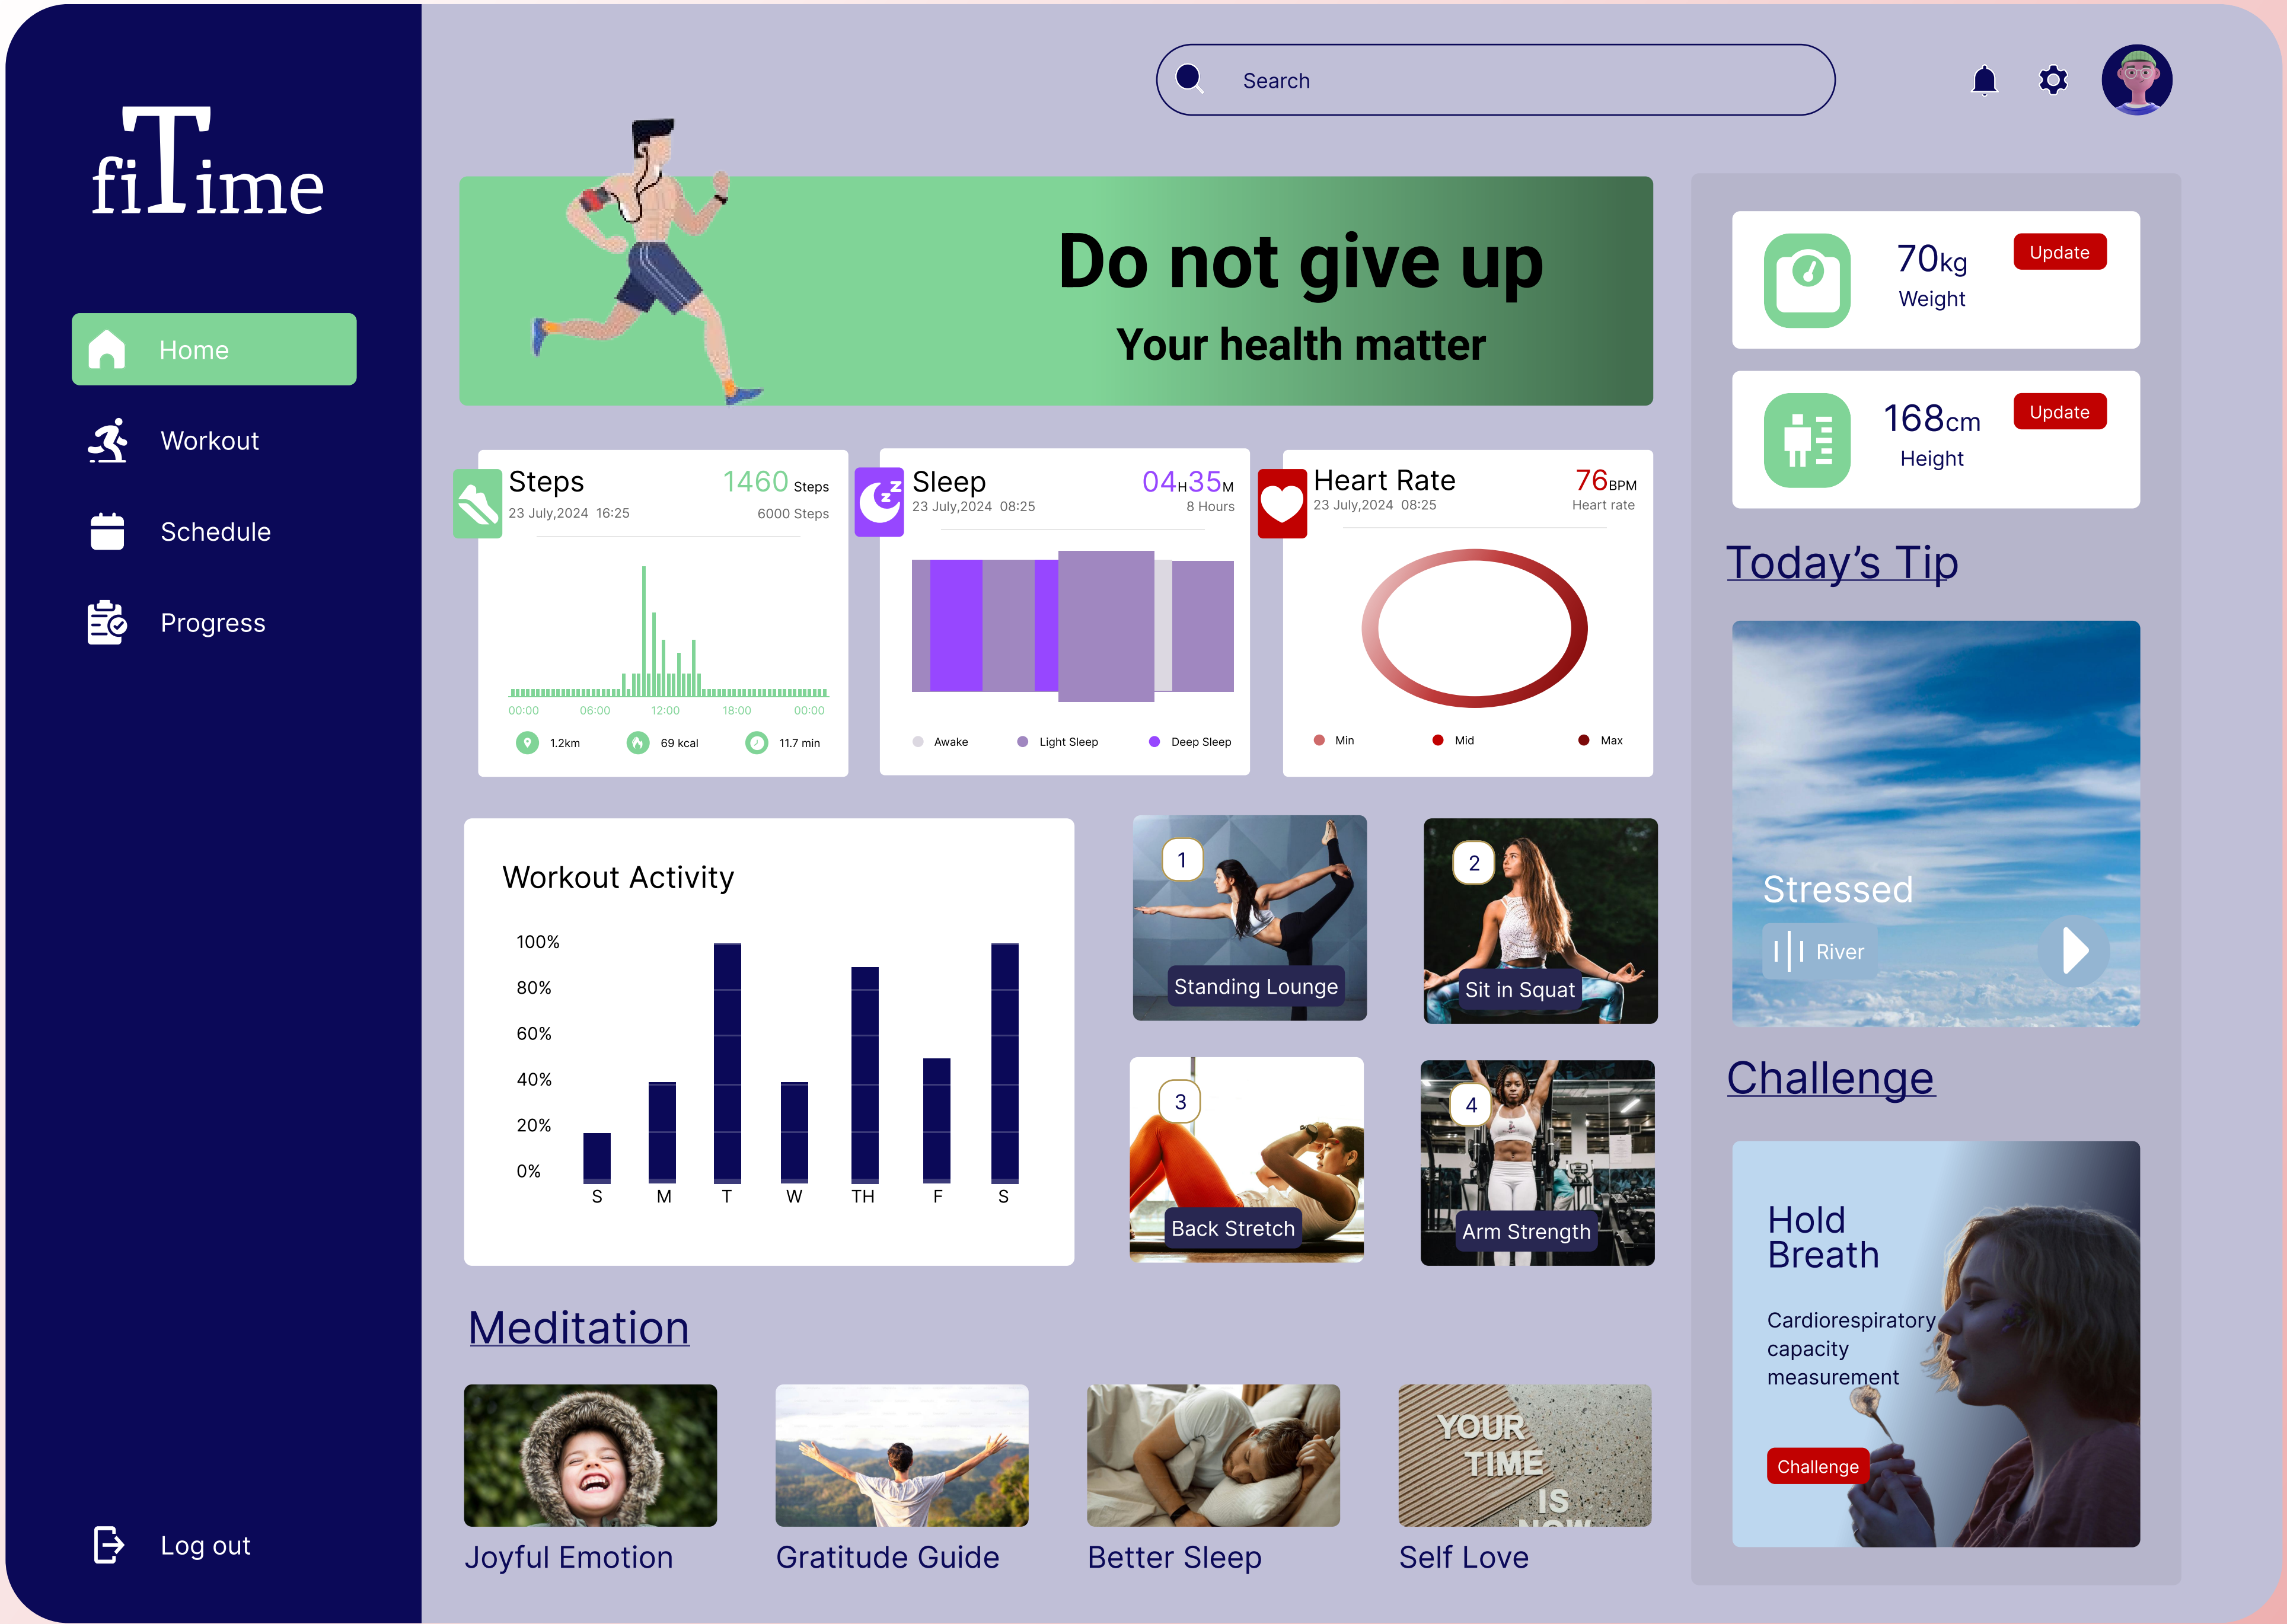 fiTime
Search
Home
Workout
Schedule
Progress
Log out
Do not give up
Your health matter
Steps
1460 Steps
23 July,2024 16:25
6000 Steps
00:00 06:00 12:00 18:00 00:00
1.2km 69 kcal 11.7 min
Sleep
04H35M
23 July,2024 08:25
8 Hours
Awake Light Sleep Deep Sleep
Heart Rate
76BPM
23 July,2024 08:25
Heart rate
Min Mid Max
Workout Activity
100%
80%
60%
40%
20%
0%
S M T W TH F S
1
Standing Lounge
2
Sit in Squat
3
Back Stretch
4
Arm Strength
Meditation
Joyful Emotion
Gratitude Guide
Better Sleep
YOUR
TIME
IS
NOW
Self Love
70kg
Weight
Update
168cm
Height
Update
Today’s Tip
Stressed
River
Challenge
Hold
Breath
Cardiorespiratory
capacity
measurement
Challenge